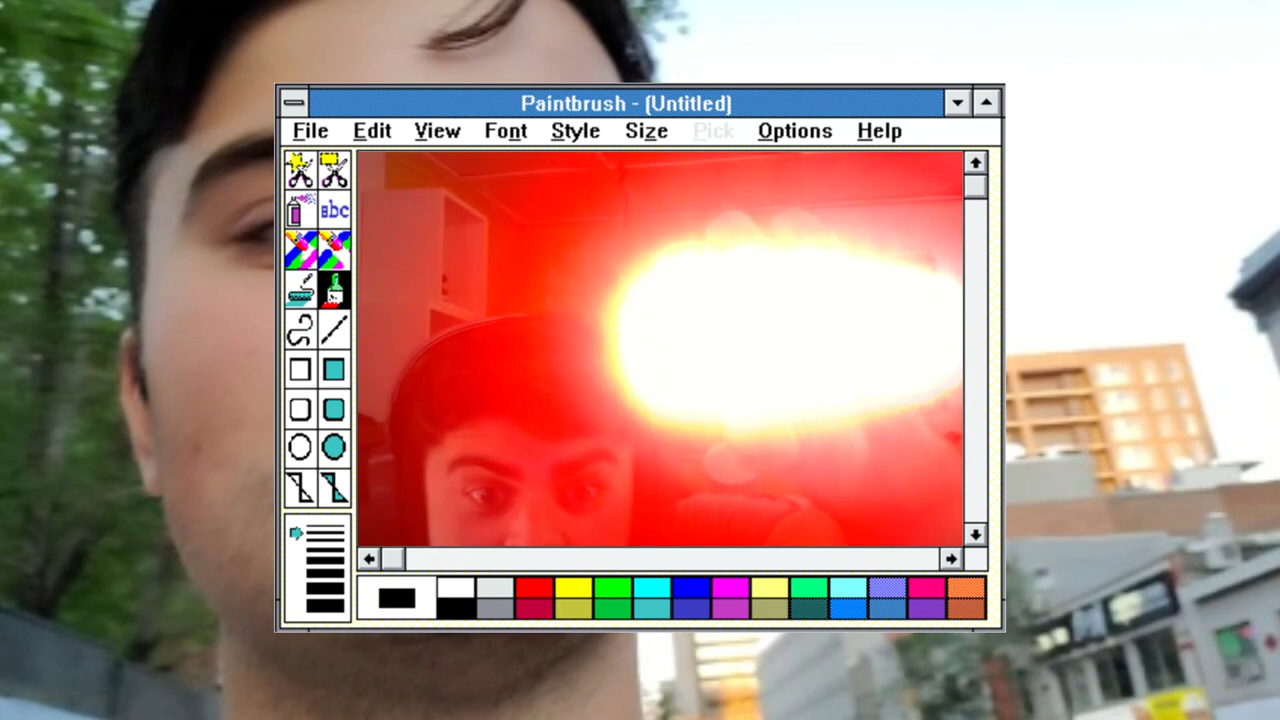 Paintbrush - (Untitled)
File Edit View Font Style Size Pick Options Help
abc